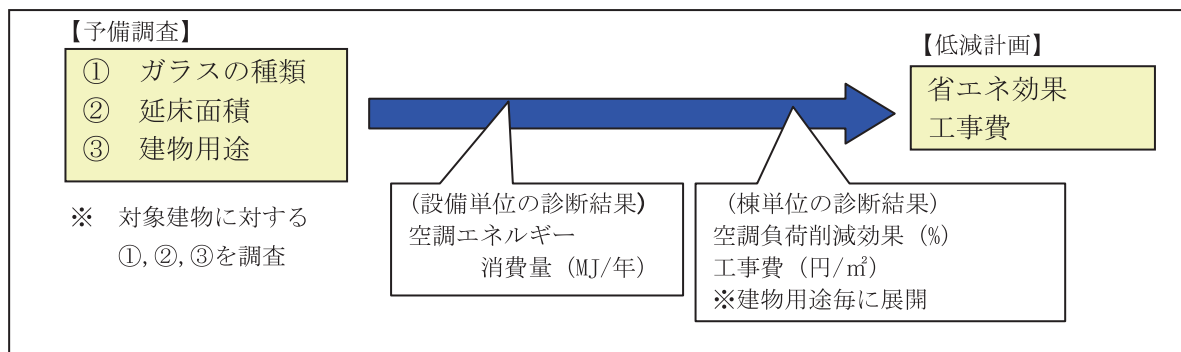 【予備調査】
① ガラスの種類
② 延床面積
③ 建物用途
※ 対象建物に対する
①, ②, ③を調査
(設備単位の診断結果)
空調エネルギー
消費量 (MJ/年)
(棟単位の診断結果)
空調負荷削減効果 (%)
工事費 (円/㎡)
※建物用途毎に展開
【低減計画】
省エネ効果
工事費